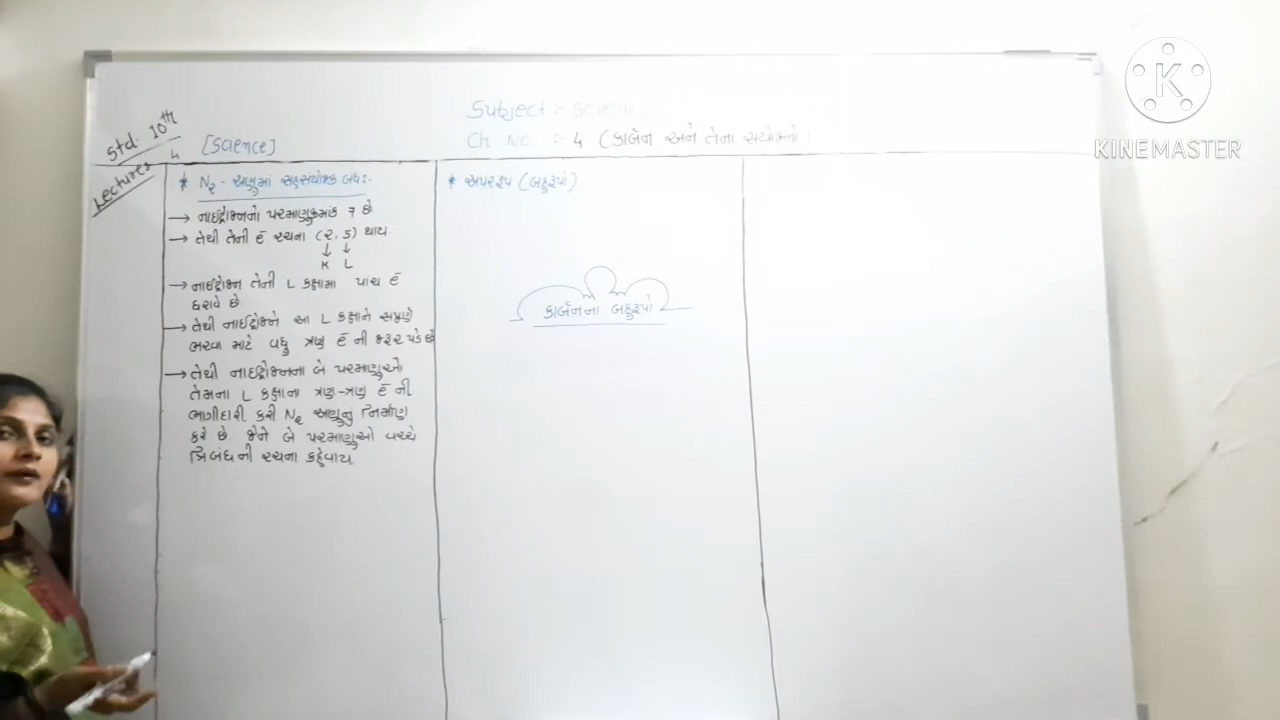 Std. 10th
Lectures
4 [Science]
Subject :- Science
Ch No. :- 4 (કાર્બન અને તેના સંયોજનો)
K
KINEMASTER
* N2 - અણુમાં સહસંયોજક બંધ :-
→ નાઈટ્રોજનનો પરમાણુક્રમાંક 7 છે
→ તેથી તેની ē રચના (2, 5) થાય.
↓ ↓
K L
→ નાઈટ્રોજન તેની L કક્ષામાં પાંચ ē
ધરાવે છે.
→ તેથી નાઈટ્રોજને આ L કક્ષાને સંપૂર્ણ
ભરવા માટે વધુ ત્રણ ē ની જરૂર પડે છે
→ તેથી નાઈટ્રોજનના બે પરમાણુઓ
તેમના L કક્ષાના ત્રણ-ત્રણ ē ની
ભાગીદારી કરી N2 અણુનુ નિર્માણ
કરે છે. જેને બે પરમાણુઓ વચ્ચે
ત્રિબંધની રચના કહેવાય.
* અપરરૂપ (બહુરૂપો)
કાર્બનના બહુરૂપો